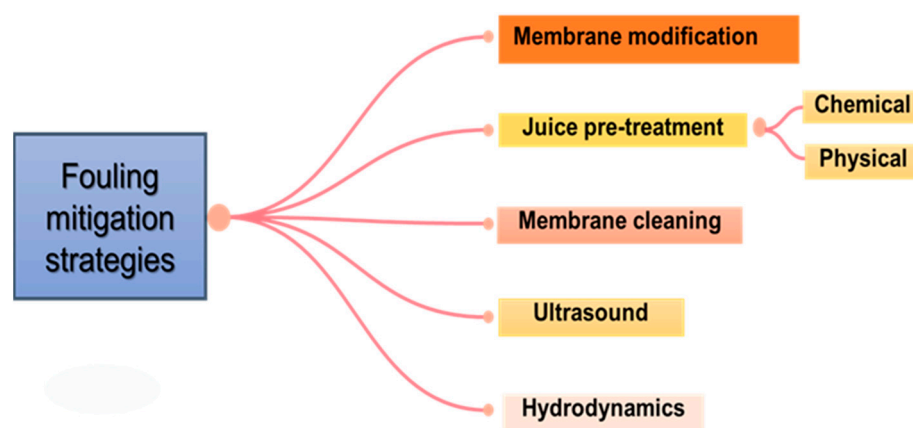 Fouling
mitigation
strategies
Membrane modification
Juice pre-treatment
Chemical
Physical
Membrane cleaning
Ultrasound
Hydrodynamics